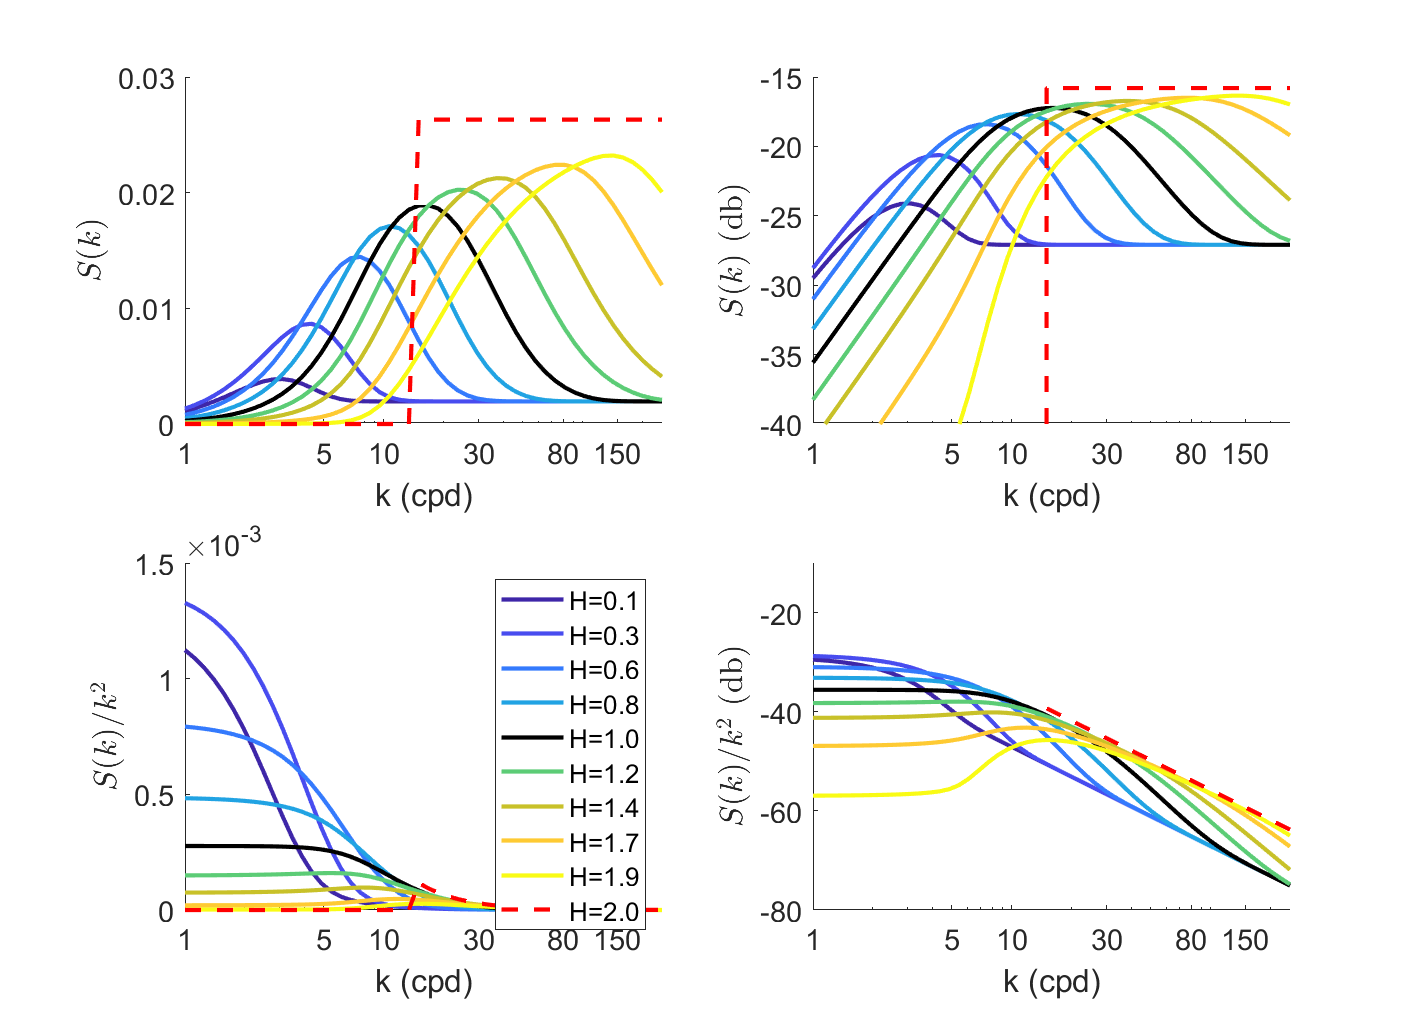 0.03
0.02
0.01
0
S(k)
1 5 10 30 80 150
k (cpd)
-15
-20
-25
-30
-35
-40
S(k) (db)
1 5 10 30 80 150
k (cpd)
×10-3
1.5
1
0.5
0
S(k)/k2
1 5 10 30 80 150
k (cpd)
H=0.1
H=0.3
H=0.6
H=0.8
H=1.0
H=1.2
H=1.4
H=1.7
H=1.9
H=2.0
-20
-40
-60
-80
S(k)/k2 (db)
1 5 10 30 80 150
k (cpd)